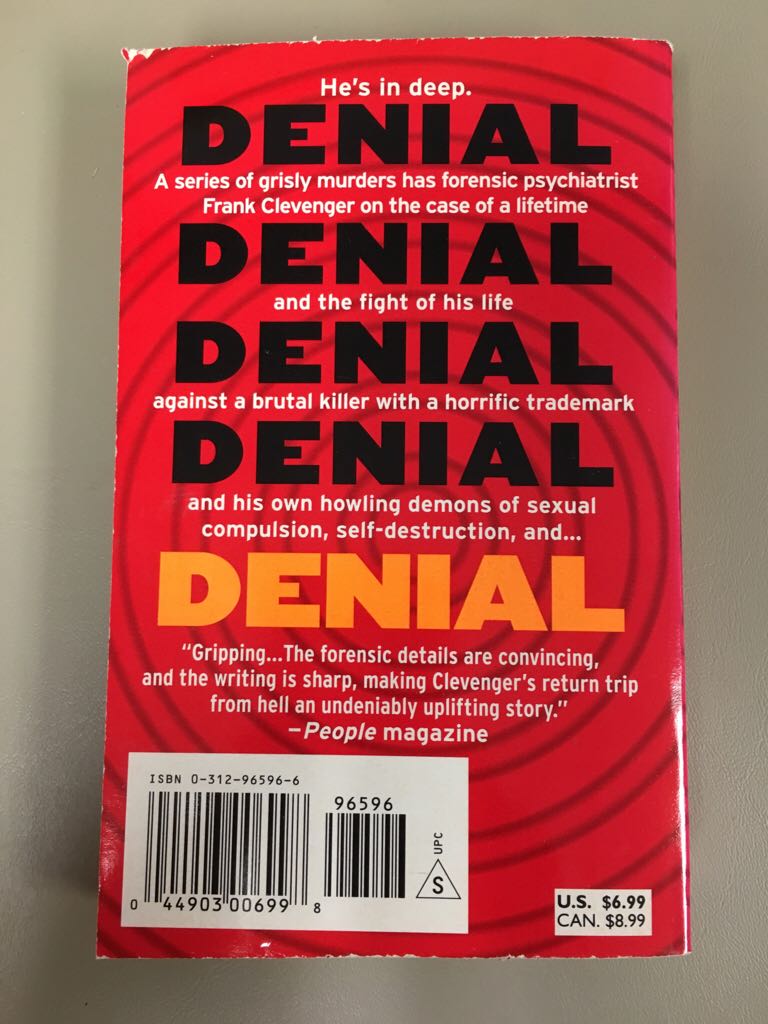 He's in deep.
DENIAL
A series of grisly murders has forensic psychiatrist
Frank Clevenger on the case of a lifetime
DENIAL
and the fight of his life
DENIAL
against a brutal killer with a horrific trademark
DENIAL
and his own howling demons of sexual
compulsion, self-destruction, and...
DENIAL
"Gripping...The forensic details are convincing,
and the writing is sharp, making Clevenger's return trip
from hell an undeniably uplifting story."
—People magazine
ISBN 0-312-96596-6
96596
0 44903 00699 8
S UPC
U.S. $6.99
CAN. $8.99